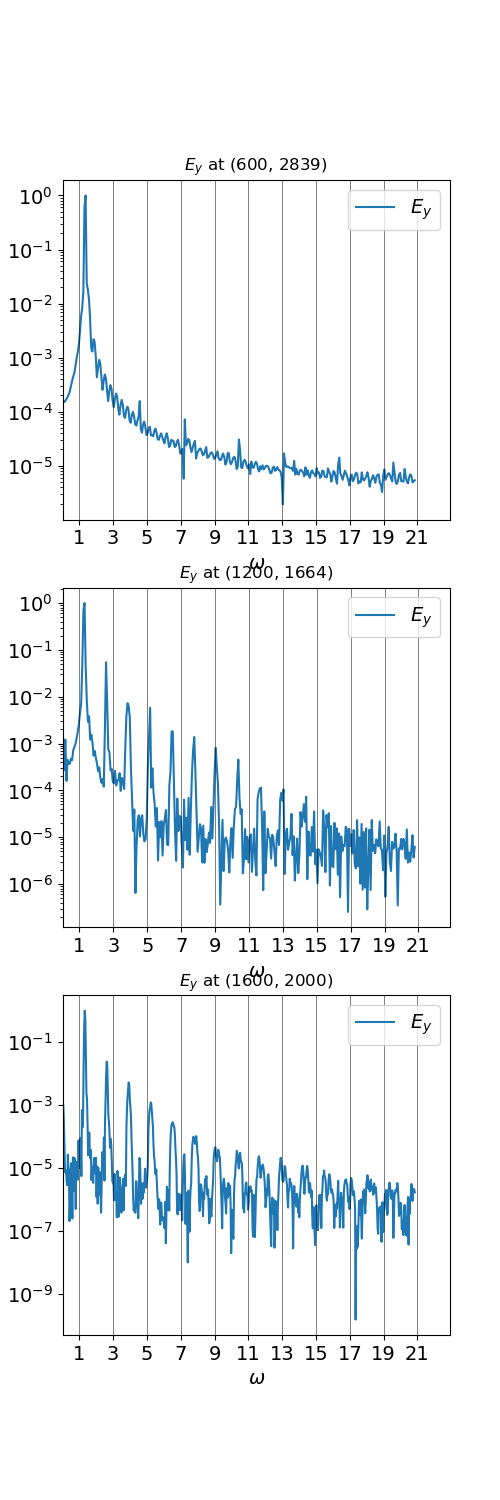 E_y at (600, 2839)
10^0
10^−1
10^−2
10^−3
10^−4
10^−5
E_y
1 3 5 7 9 11 13 15 17 19 21
ω
E_y at (1200, 1664)
10^0
10^−1
10^−2
10^−3
10^−4
10^−5
10^−6
E_y
1 3 5 7 9 11 13 15 17 19 21
ω
E_y at (1600, 2000)
10^−1
10^−3
10^−5
10^−7
10^−9
E_y
1 3 5 7 9 11 13 15 17 19 21
ω